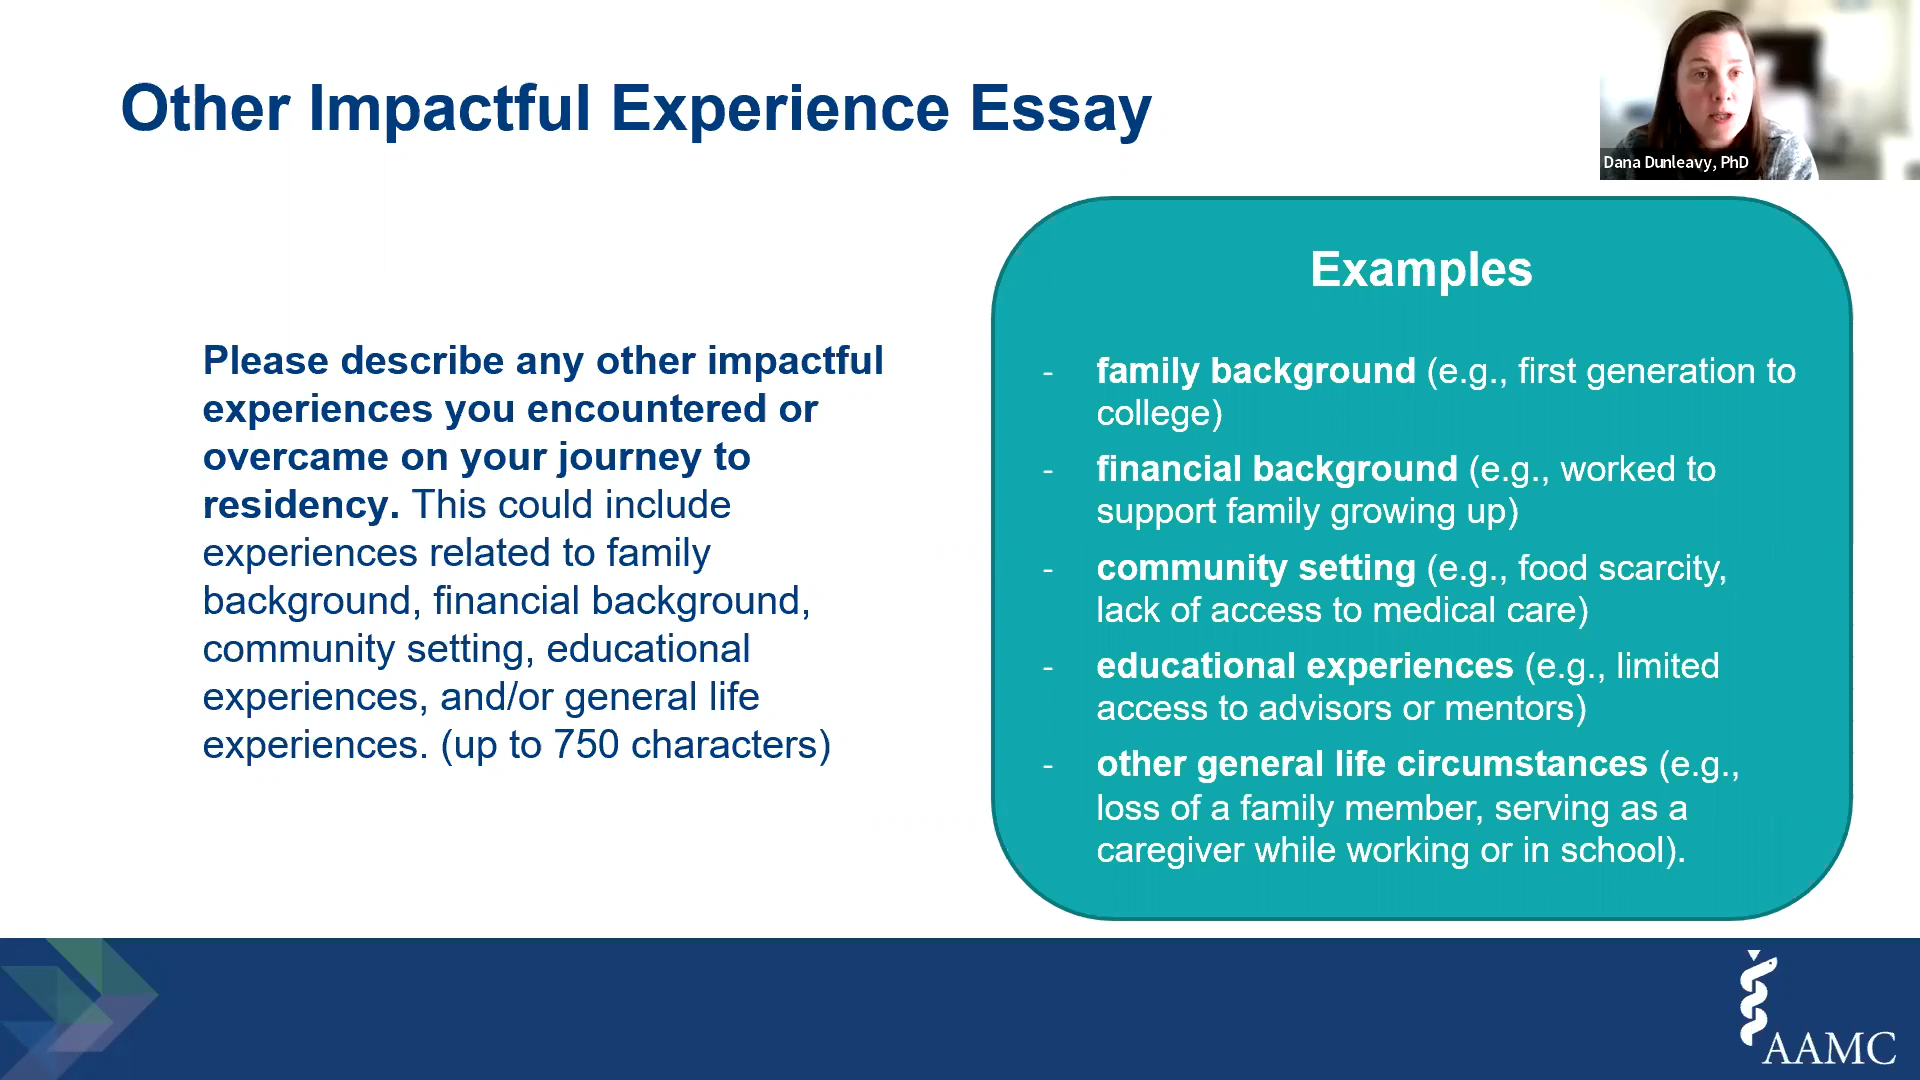 Other Impactful Experience Essay
Dana Dunleavy, PhD
Please describe any other impactful
experiences you encountered or
overcame on your journey to
residency. This could include
experiences related to family
background, financial background,
community setting, educational
experiences, and/or general life
experiences. (up to 750 characters)
Examples
- family background (e.g., first generation to
college)
- financial background (e.g., worked to
support family growing up)
- community setting (e.g., food scarcity,
lack of access to medical care)
- educational experiences (e.g., limited
access to advisors or mentors)
- other general life circumstances (e.g.,
loss of a family member, serving as a
caregiver while working or in school).
AAMC